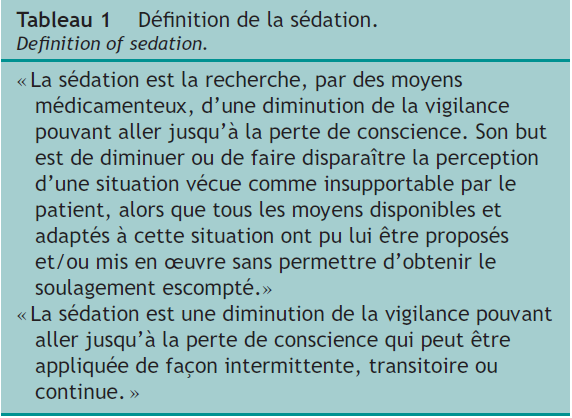 Tableau 1 Définition de la sédation.
Definition of sedation.
« La sédation est la recherche, par des moyens
médicamenteux, d’une diminution de la vigilance
pouvant aller jusqu’à la perte de conscience. Son but
est de diminuer ou de faire disparaître la perception
d’une situation vécue comme insupportable par le
patient, alors que tous les moyens disponibles et
adaptés à cette situation ont pu lui être proposés
et/ou mis en œuvre sans permettre d’obtenir le
soulagement escompté.»
« La sédation est une diminution de la vigilance pouvant
aller jusqu’à la perte de conscience qui peut être
appliquée de façon intermittente, transitoire ou
continue. »